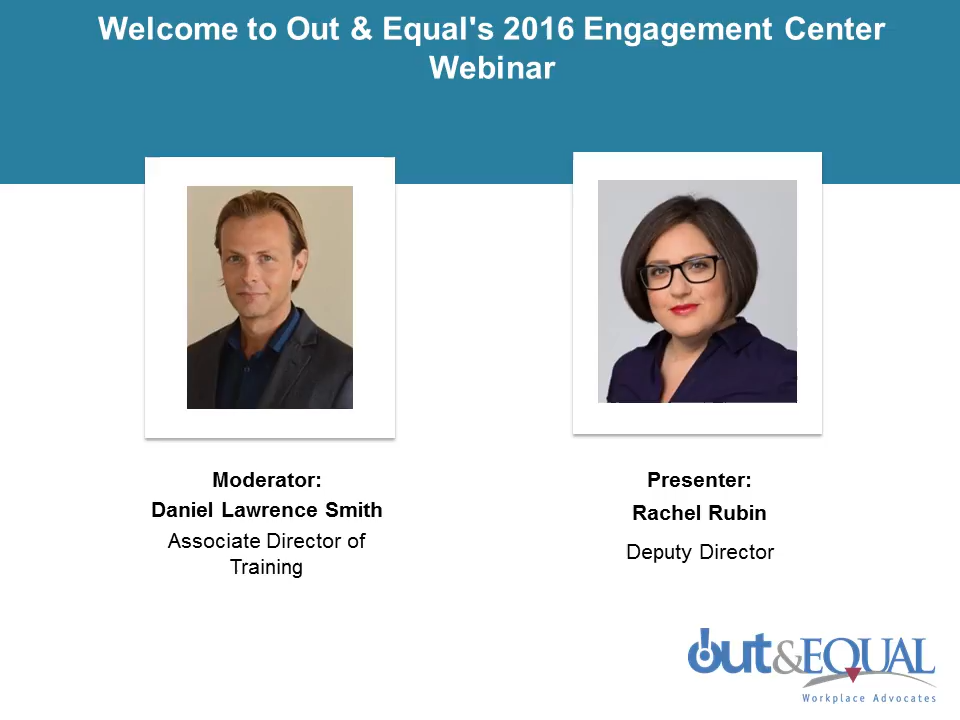 Welcome to Out & Equal's 2016 Engagement Center
Webinar
Moderator:
Daniel Lawrence Smith
Associate Director of
Training
Presenter:
Rachel Rubin
Deputy Director
Out & EQUAL
Workplace Advocates